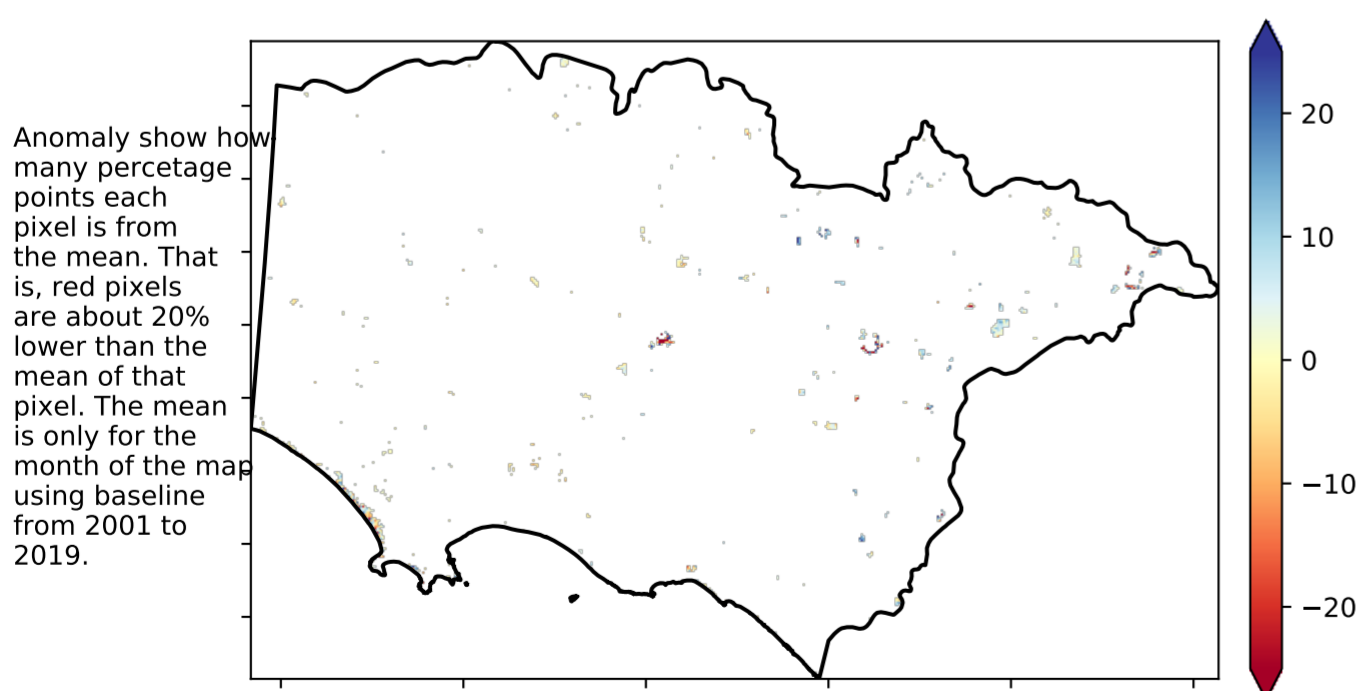 Anomaly show how
many percetage
points each
pixel is from
the mean. That
is, red pixels
are about 20%
lower than the
mean of that
pixel. The mean
is only for the
month of the map
using baseline
from 2001 to
2019.
20
10
0
−10
−20